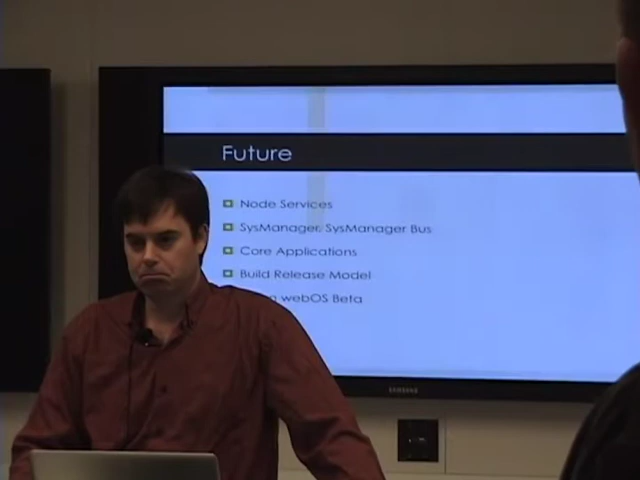 Future
Node Services
SysManager, SysManager Bus
Core Applications
Build Release Model
webOS Beta
SAMSUNG